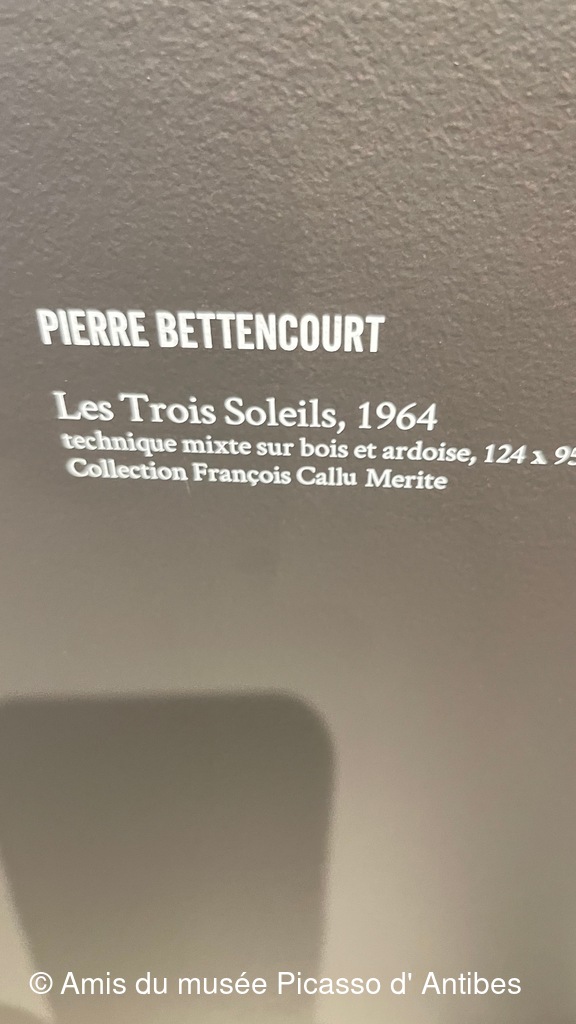 PIERRE BETTENCOURT
Les Trois Soleils, 1964
technique mixte sur bois et ardoise, 124 x 95
Collection François Callu Merite
© Amis du musée Picasso d' Antibes